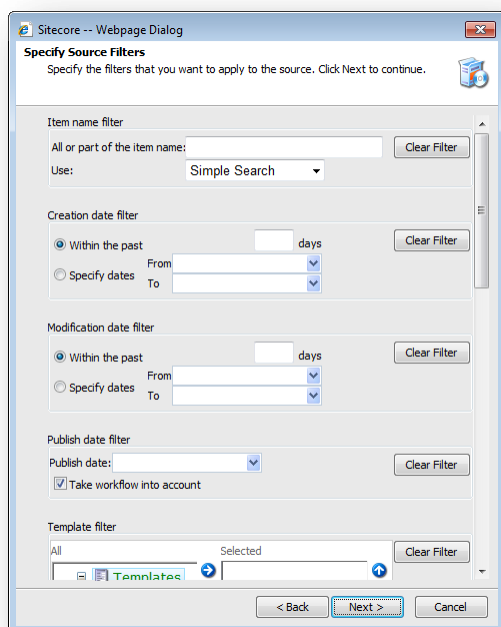 Sitecore -- Webpage Dialog
Specify Source Filters
Specify the filters that you want to apply to the source. Click Next to continue.
Item name filter
All or part of the item name:
Clear Filter
Use:
Simple Search
Creation date filter
Within the past
days
Clear Filter
From
Specify dates
To
Modification date filter
Within the past
days
Clear Filter
From
Specify dates
To
Publish date filter
Publish date:
Clear Filter
Take workflow into account
Template filter
All
Selected
Clear Filter
Templates
< Back
Next >
Cancel